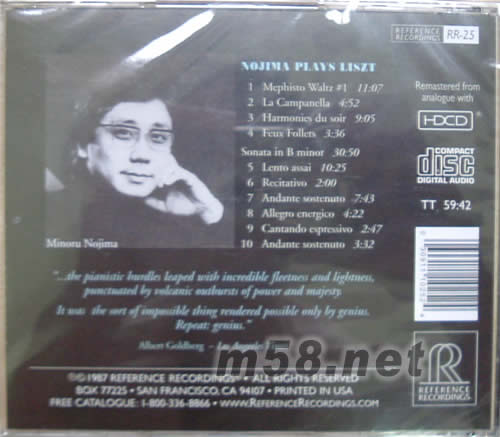 REFERENCE RECORDINGS RR-25
NOJIMA PLAYS LISZT
1 Mephisto Waltz #1 11:07
2 La Campanella 4:52
3 Harmonies du soir 9:05
4 Feux Follets 3:36
Sonata in B minor 30:50
5 Lento assai 10:25
6 Recitativo 2:00
7 Andante sostenuto 7:43
8 Allegro energico 4:22
9 Cantando espressivo 2:47
10 Andante sostenuto 3:32
Remastered from
analogue with
HDCD
COMPACT
disc
DIGITAL AUDIO
TT 59:42
Minoru Nojima
"...the pianistic hurdles leaped with incredible fleetness and lightness,
punctuated by volcanic outbursts of power and majesty.
It was the sort of impossible thing rendered possible only by genius.
Repeat: genius."
Albert Goldberg – Los Angeles
m58.net
R
REFERENCE
RECORDINGS
℗©1987 REFERENCE RECORDINGS® • ALL RIGHTS RESERVED
BOX 77225 • SAN FRANCISCO, CA 94107 • PRINTED IN USA
FREE CATALOGUE: 1-800-336-8866 • WWW.REFERENCERECORDINGS.COM